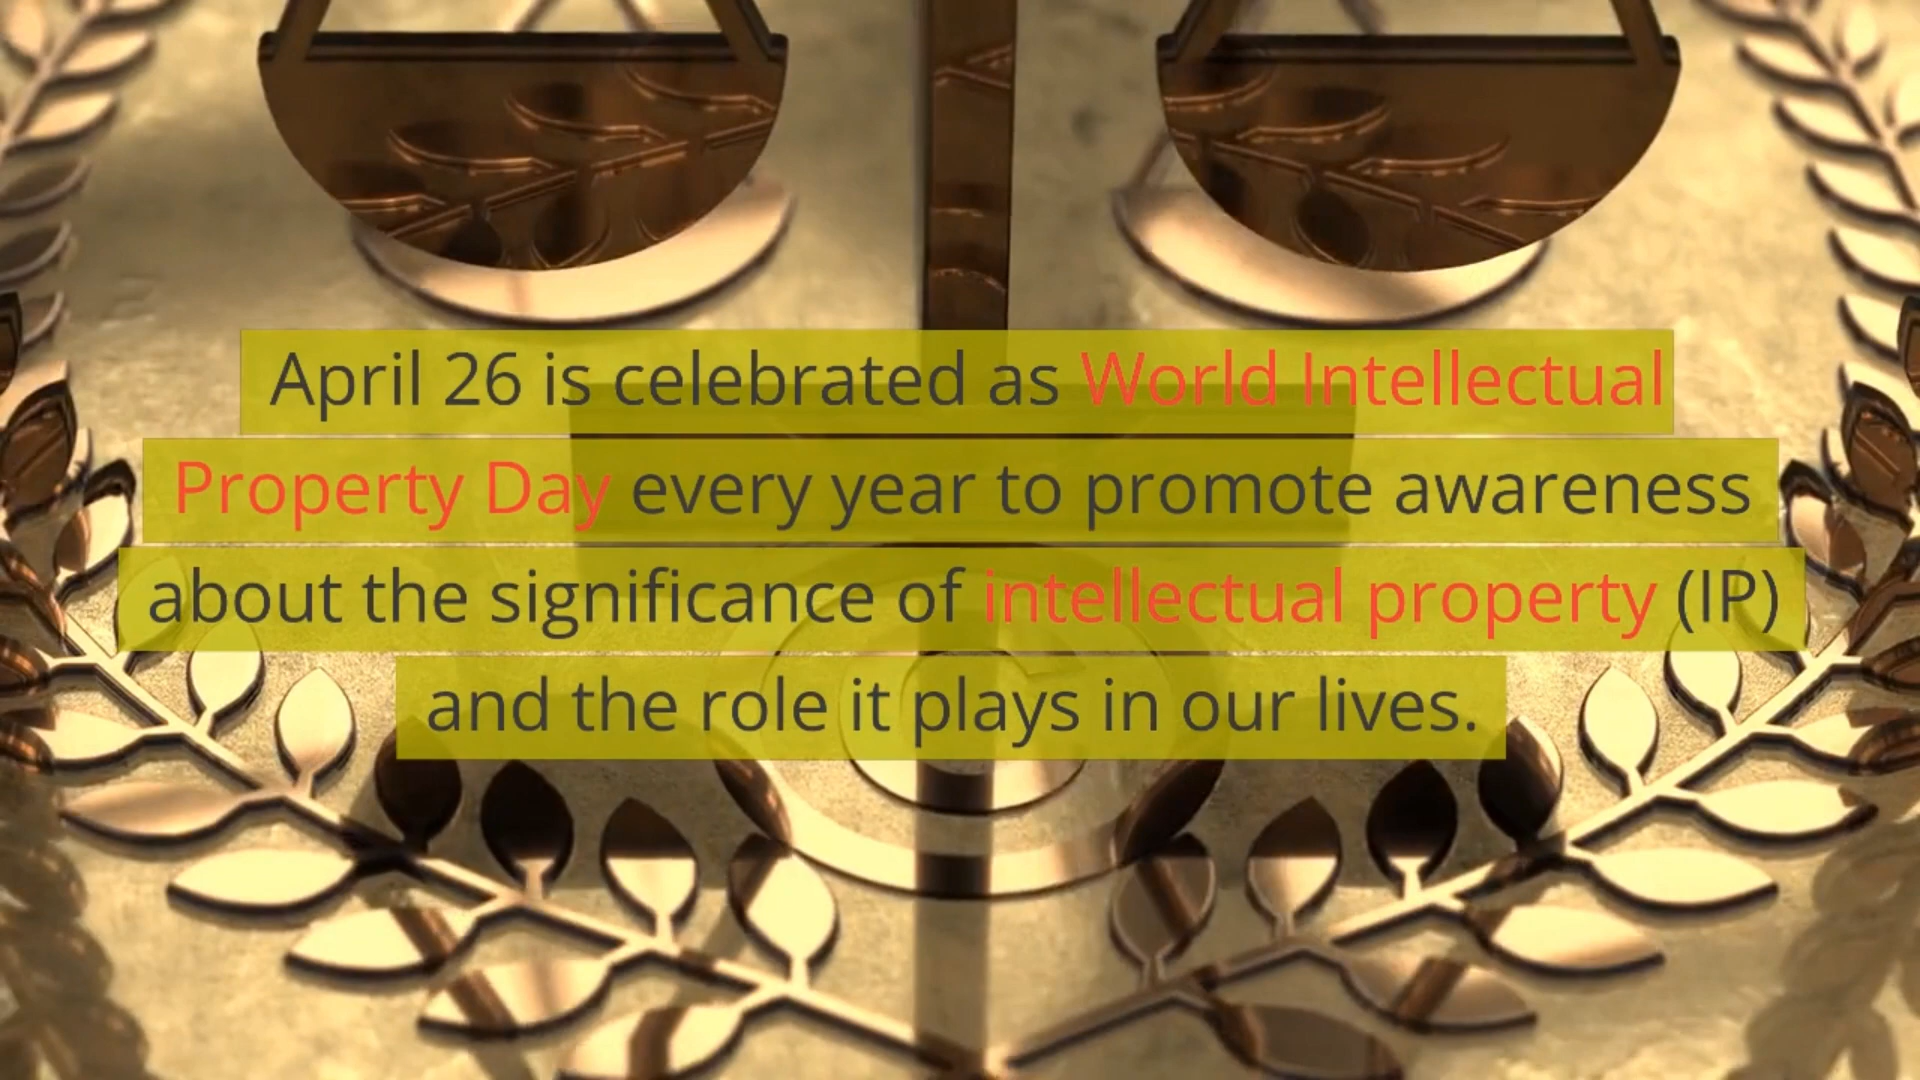 April 26 is celebrated as World Intellectual
Property Day every year to promote awareness
about the significance of intellectual property (IP)
and the role it plays in our lives.